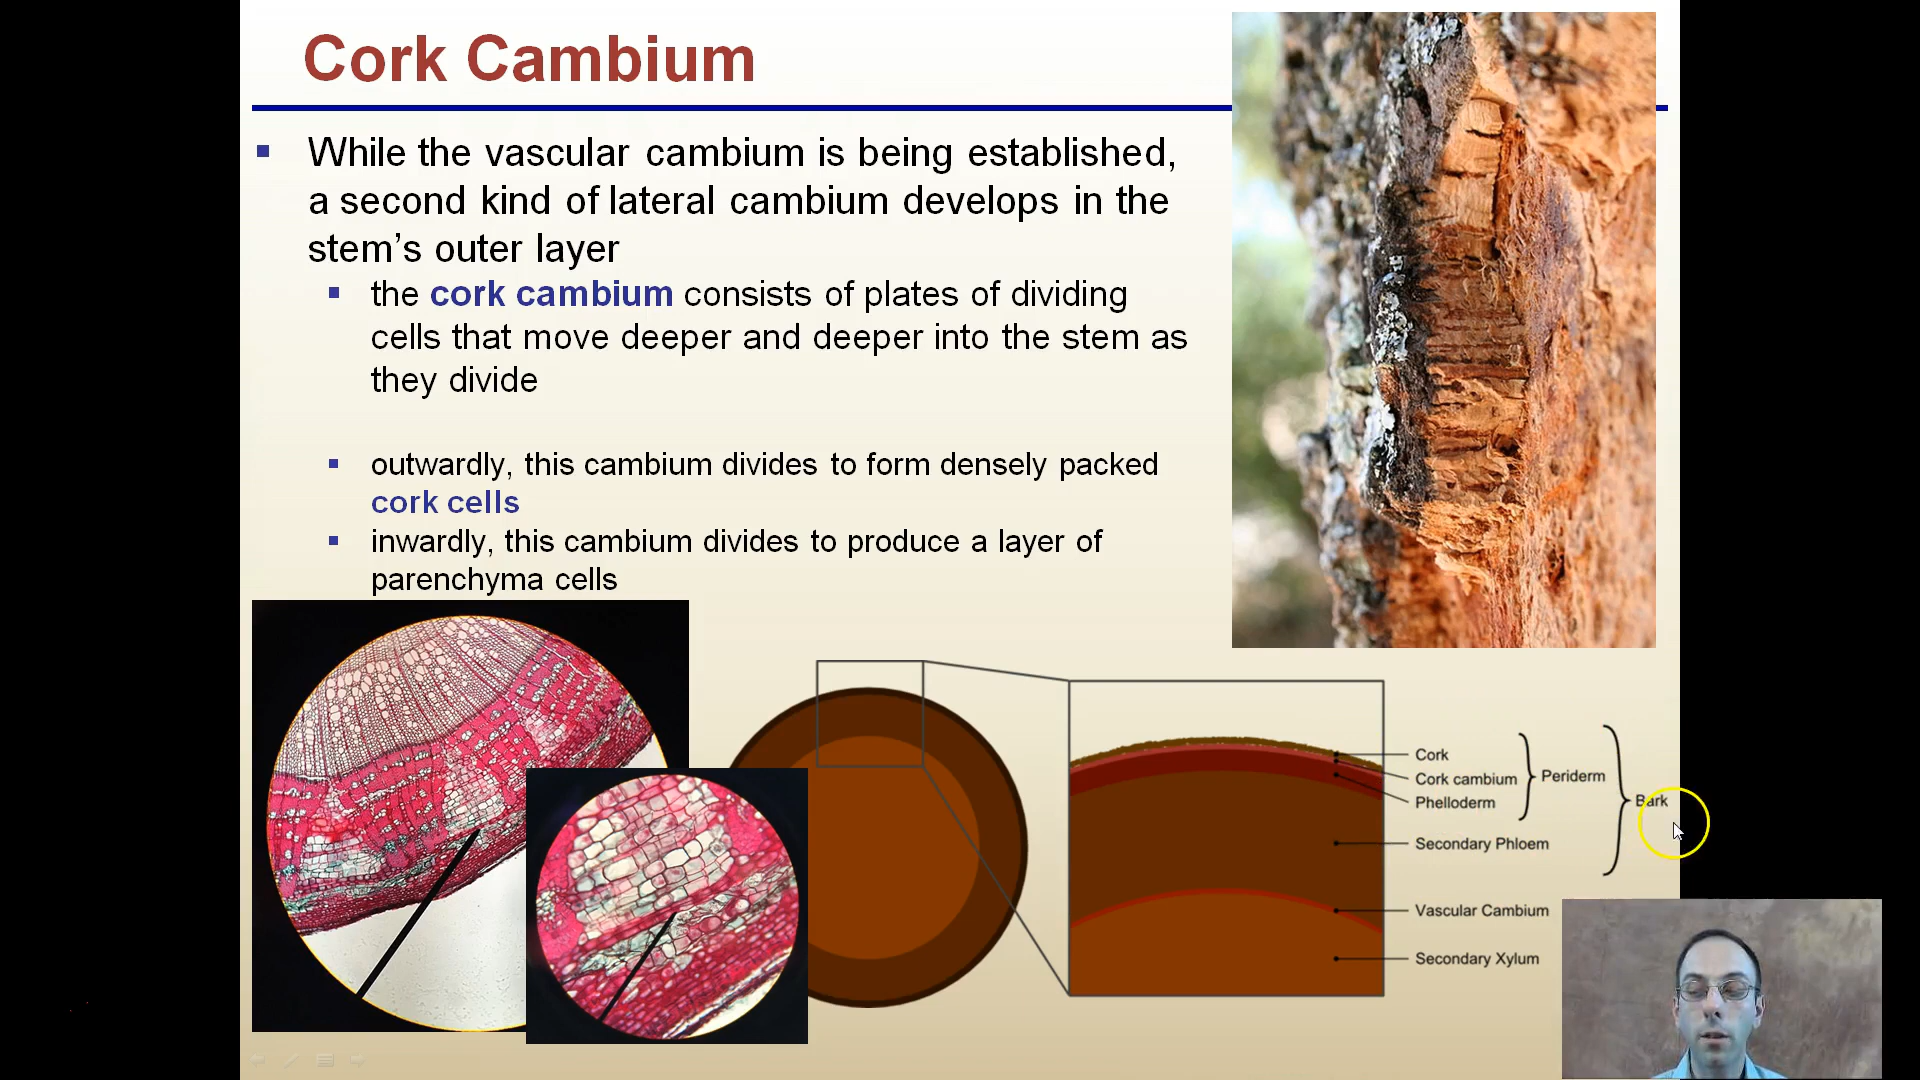 Cork Cambium
While the vascular cambium is being established,
a second kind of lateral cambium develops in the
stem’s outer layer
the cork cambium consists of plates of dividing
cells that move deeper and deeper into the stem as
they divide
outwardly, this cambium divides to form densely packed
cork cells
inwardly, this cambium divides to produce a layer of
parenchyma cells
Cork
Cork cambium
Phelloderm
Periderm
Bark
Secondary Phloem
Vascular Cambium
Secondary Xylum